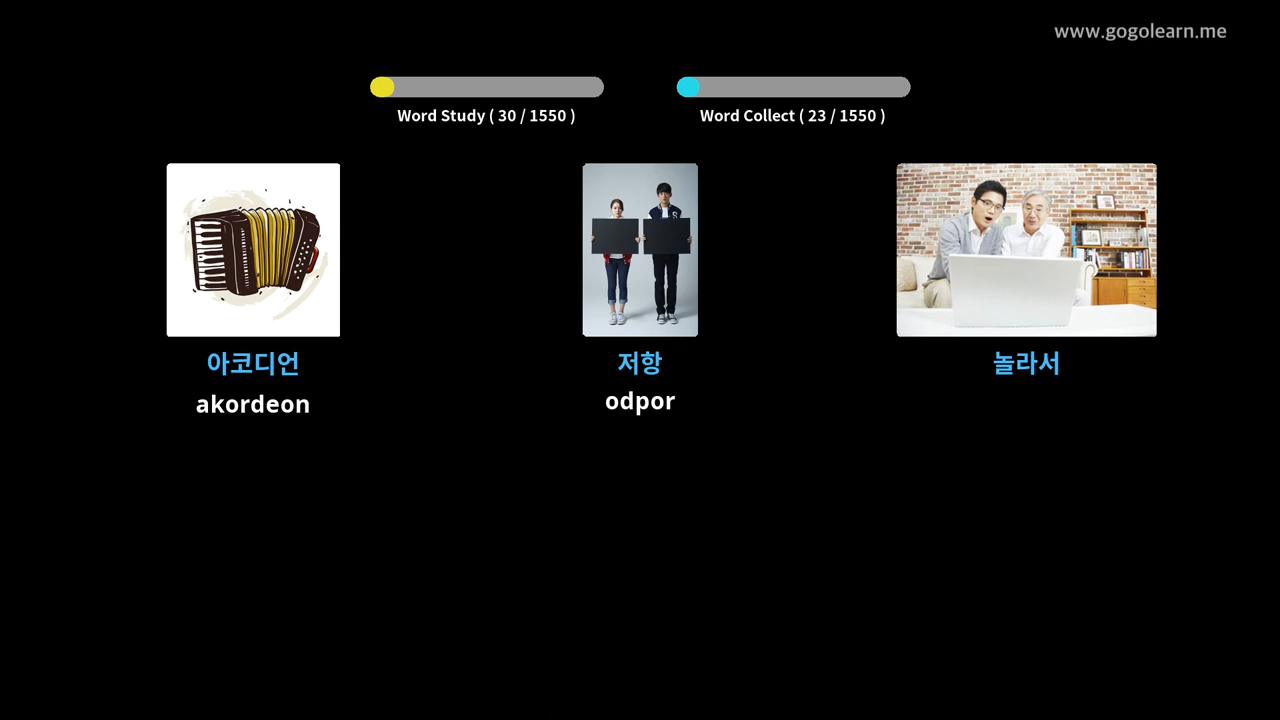 www.gogolearn.me
Word Study ( 30 / 1550 )
Word Collect ( 23 / 1550 )
아코디언
akordeon
저항
odpor
놀라서